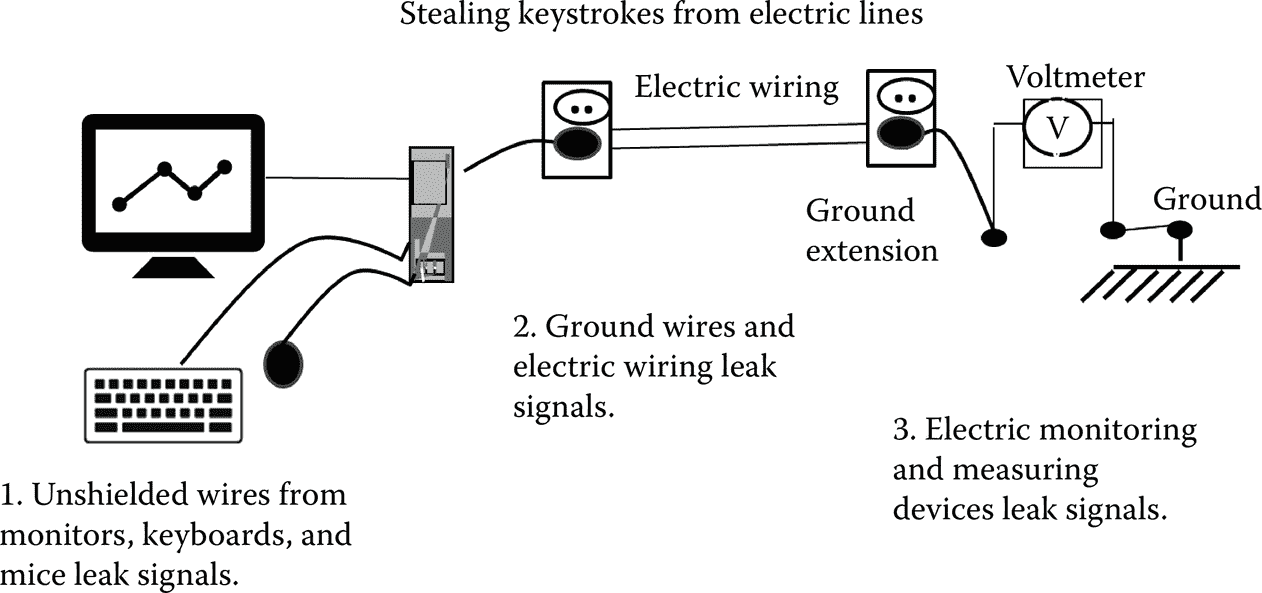 Stealing keystrokes from electric lines
Electric wiring
Voltmeter
V
Ground
extension
Ground
2. Ground wires and
electric wiring leak
signals.
3. Electric monitoring
and measuring
devices leak signals.
1. Unshielded wires from
monitors, keyboards, and
mice leak signals.